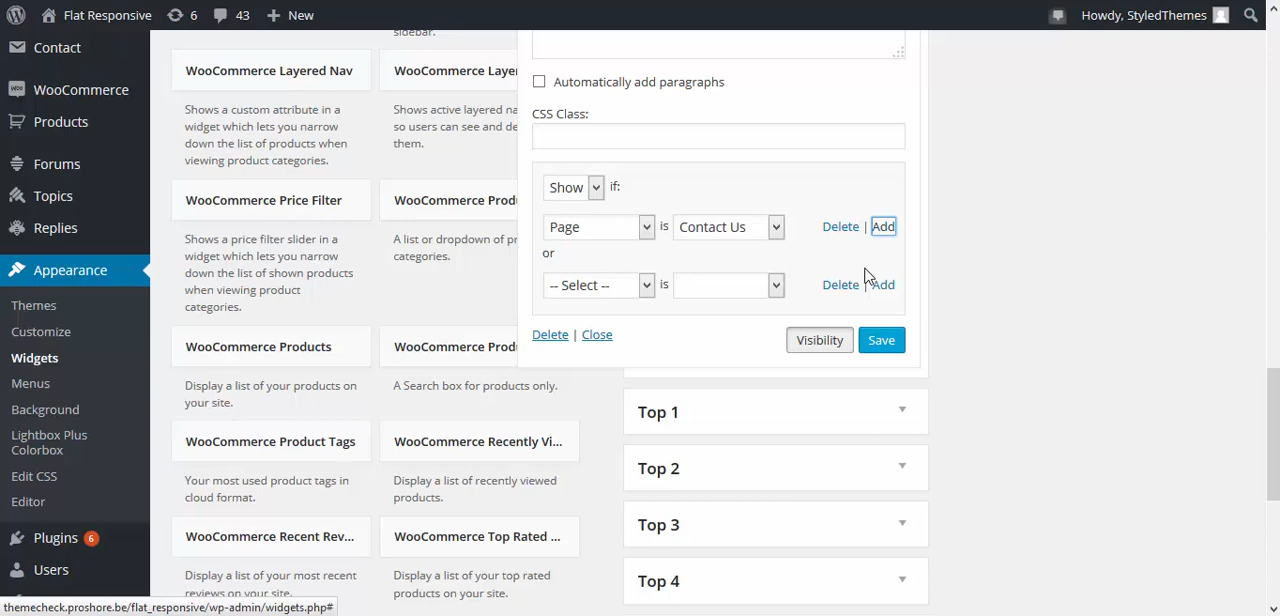 Flat Responsive 6 43 New Howdy, StyledThemes
Contact
WooCommerce
Products
Forums
Topics
Replies
Appearance
Themes
Customize
Widgets
Menus
Background
Lightbox Plus
Colorbox
Edit CSS
Editor
Plugins 6
Users
sidebar.
WooCommerce Layered Nav
Shows a custom attribute in a
widget which lets you narrow
down the list of products when
viewing product categories.
WooCommerce Layer
Shows active layered na
so users can see and de
them.
WooCommerce Price Filter
Shows a price filter slider in a
widget which lets you narrow
down the list of shown products
when viewing product
categories.
WooCommerce Produ
A list or dropdown of pr
categories.
WooCommerce Products
Display a list of your products on
your site.
WooCommerce Produ
A Search box for products only.
WooCommerce Product Tags
Your most used product tags in
cloud format.
WooCommerce Recently Vi...
Display a list of recently viewed
products.
WooCommerce Recent Rev...
Display a list of your most recent
reviews on your site.
WooCommerce Top Rated ...
Display a list of your top rated
products on your site.
Automatically add paragraphs
CSS Class:
Show if:
Page is Contact Us Delete | Add
or
-- Select -- is Delete | Add
Delete | Close Visibility Save
Top 1
Top 2
Top 3
Top 4
themecheck.proshore.be/flat_responsive/wp-admin/widgets.php#